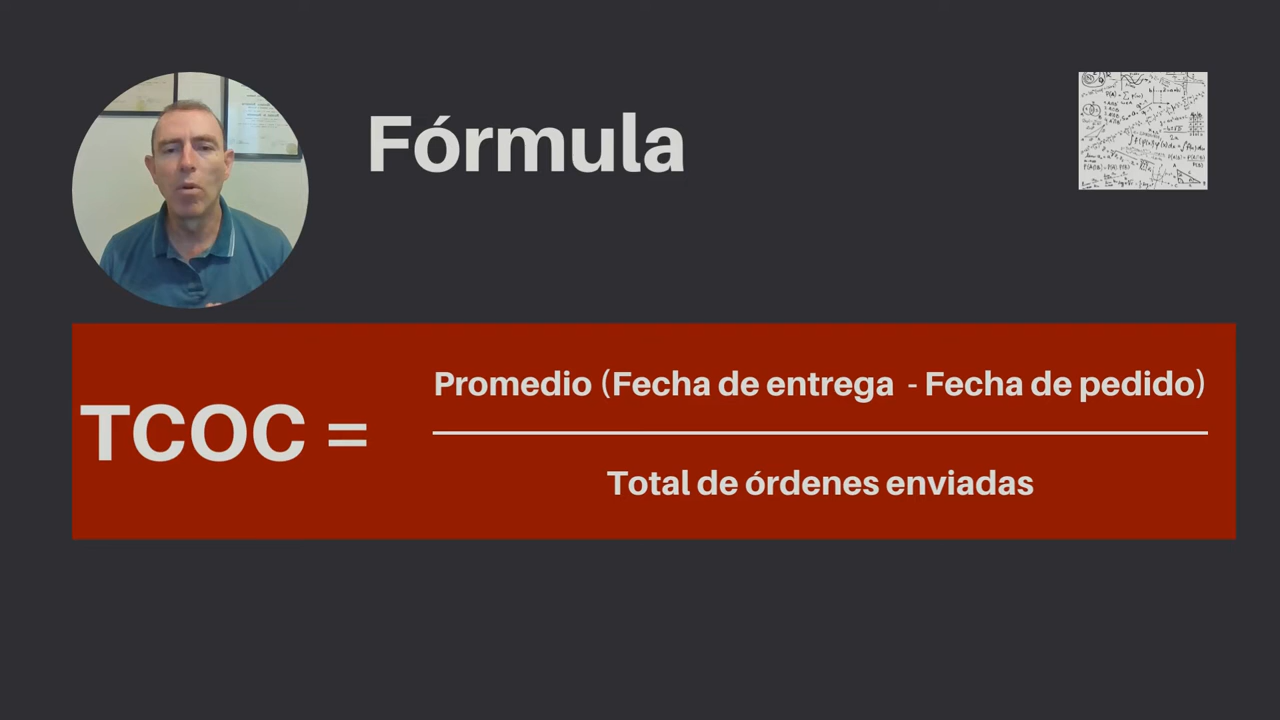 Fórmula
TCOC =
Promedio (Fecha de entrega - Fecha de pedido)
Total de órdenes enviadas